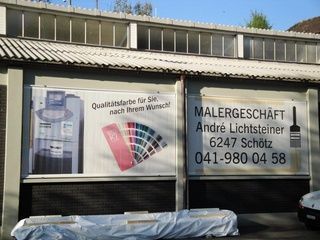 Qualitätsfarbe für Sie,
nach Ihrem Wunsch!
MALERGESCHÄFT
André Lichtsteiner
6247 Schötz
041-980 04 58